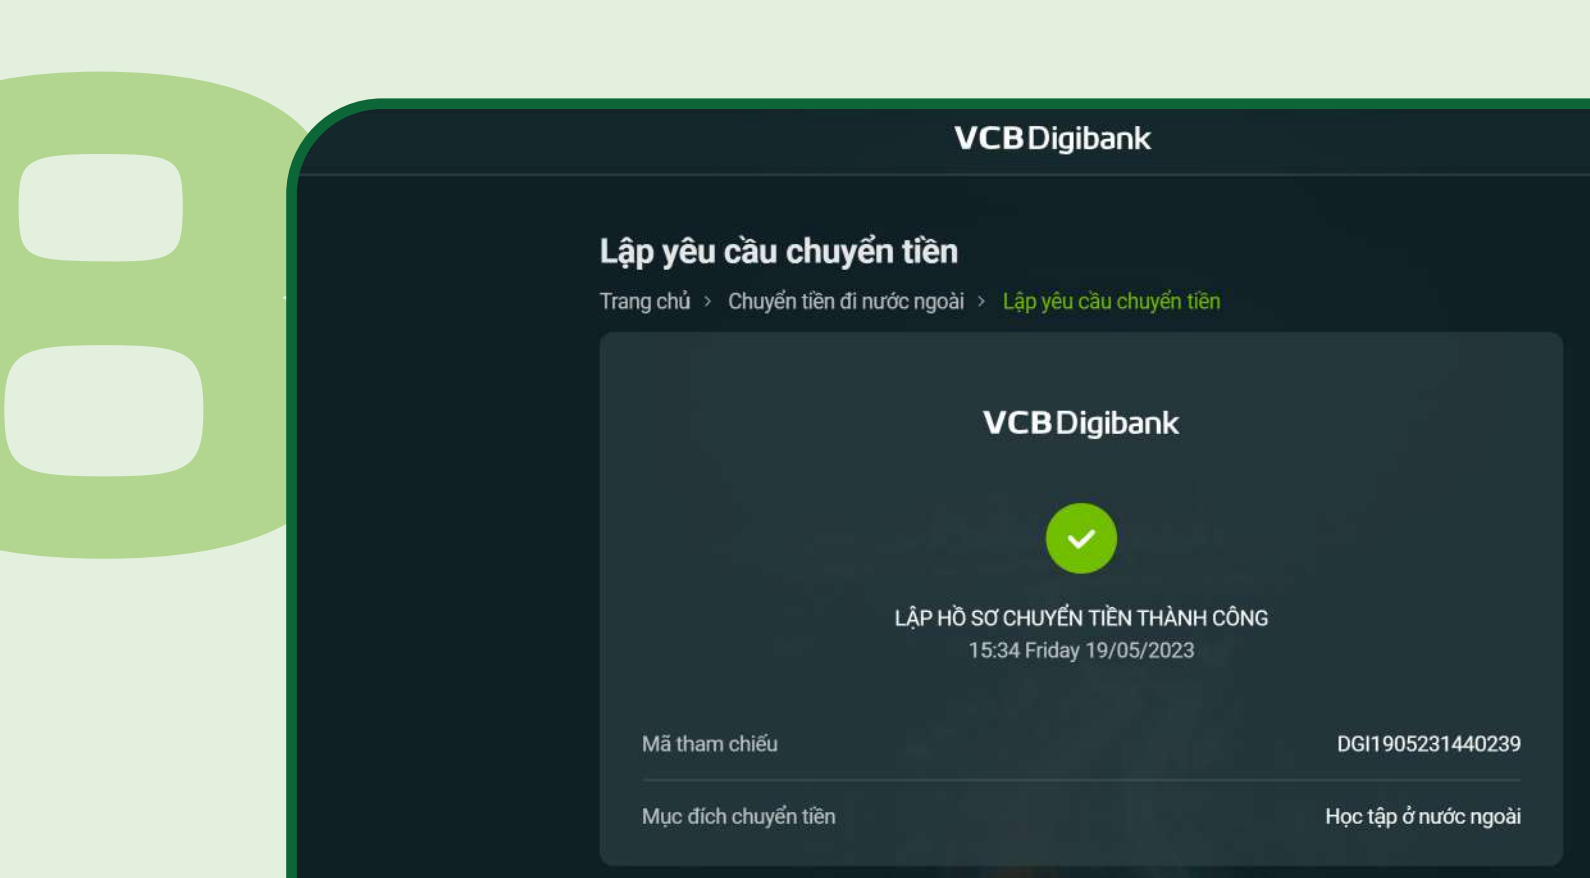 8
VCB Digibank
Lập yêu cầu chuyển tiền
Trang chủ > Chuyển tiền đi nước ngoài > Lập yêu cầu chuyển tiền
VCB Digibank
LẬP HỒ SƠ CHUYỂN TIỀN THÀNH CÔNG
15:34 Friday 19/05/2023
Mã tham chiếu DGI1905231440239
Mục đích chuyển tiền Học tập ở nước ngoài